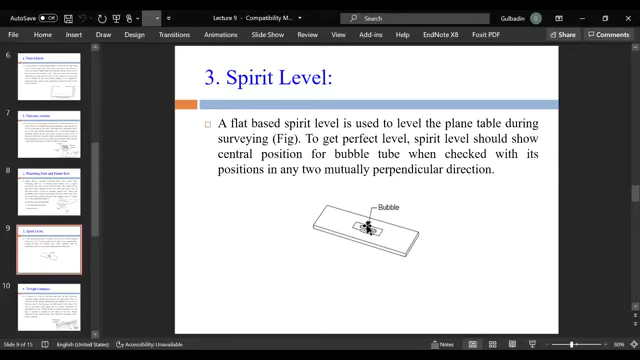 AutoSave
Off
Lecture 9 - Compatibility M...
Search
Gulbadin
File
Home
Insert
Draw
Design
Transitions
Animations
Slide Show
Review
View
Help
EndNote X8
Foxit PDF
Comments
6
7
8
9
3. Spirit Level:
10
3. Spirit Level:
A flat based spirit level is used to level the plane table during
surveying (Fig). To get perfect level, spirit level should show
central position for bubble tube when checked with its
positions in any two mutually perpendicular direction.
Bubble
Slide 9 of 15
English (United States)
Accessibility: Unavailable
Notes
80%